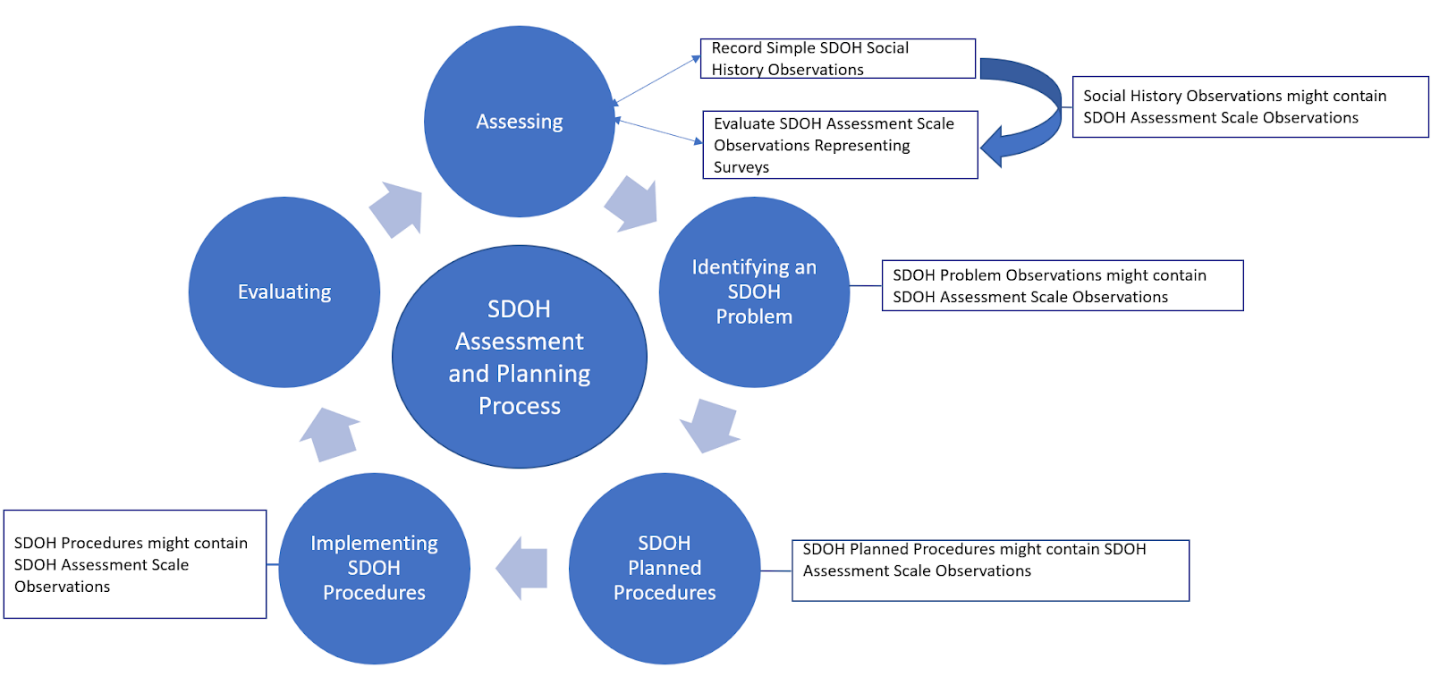 Assessing
Record Simple SDOH Social
History Observations
Evaluate SDOH Assessment Scale
Observations Representing
Surveys
Social History Observations might contain
SDOH Assessment Scale Observations
Identifying an
SDOH
Problem
SDOH Problem Observations might contain
SDOH Assessment Scale Observations
Evaluating
SDOH
Assessment
and Planning
Process
SDOH
Planned
Procedures
SDOH Planned Procedures might contain SDOH
Assessment Scale Observations
Implementing
SDOH
Procedures
SDOH Procedures might contain
SDOH Assessment Scale
Observations